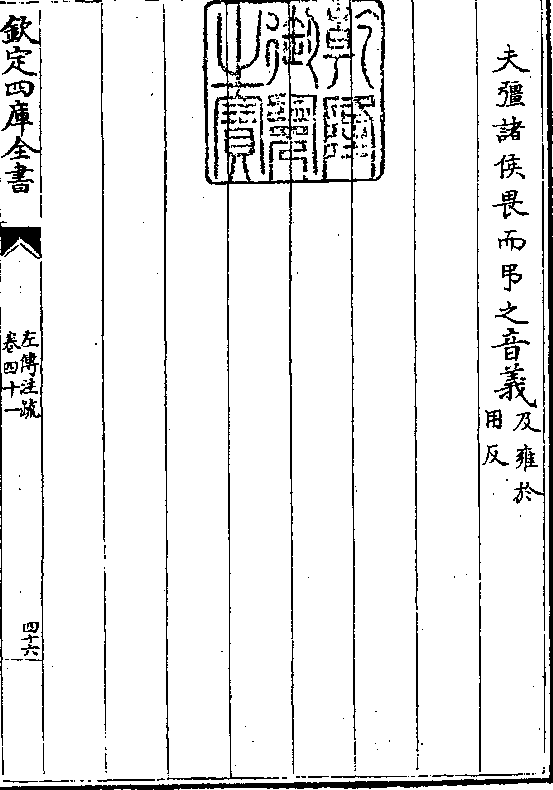 夫彊諸侯畏而弔之音義及雍於
用反
乾隆
御覽
之寶
欽定四庫全書
左傳注疏
卷四十一
四十六